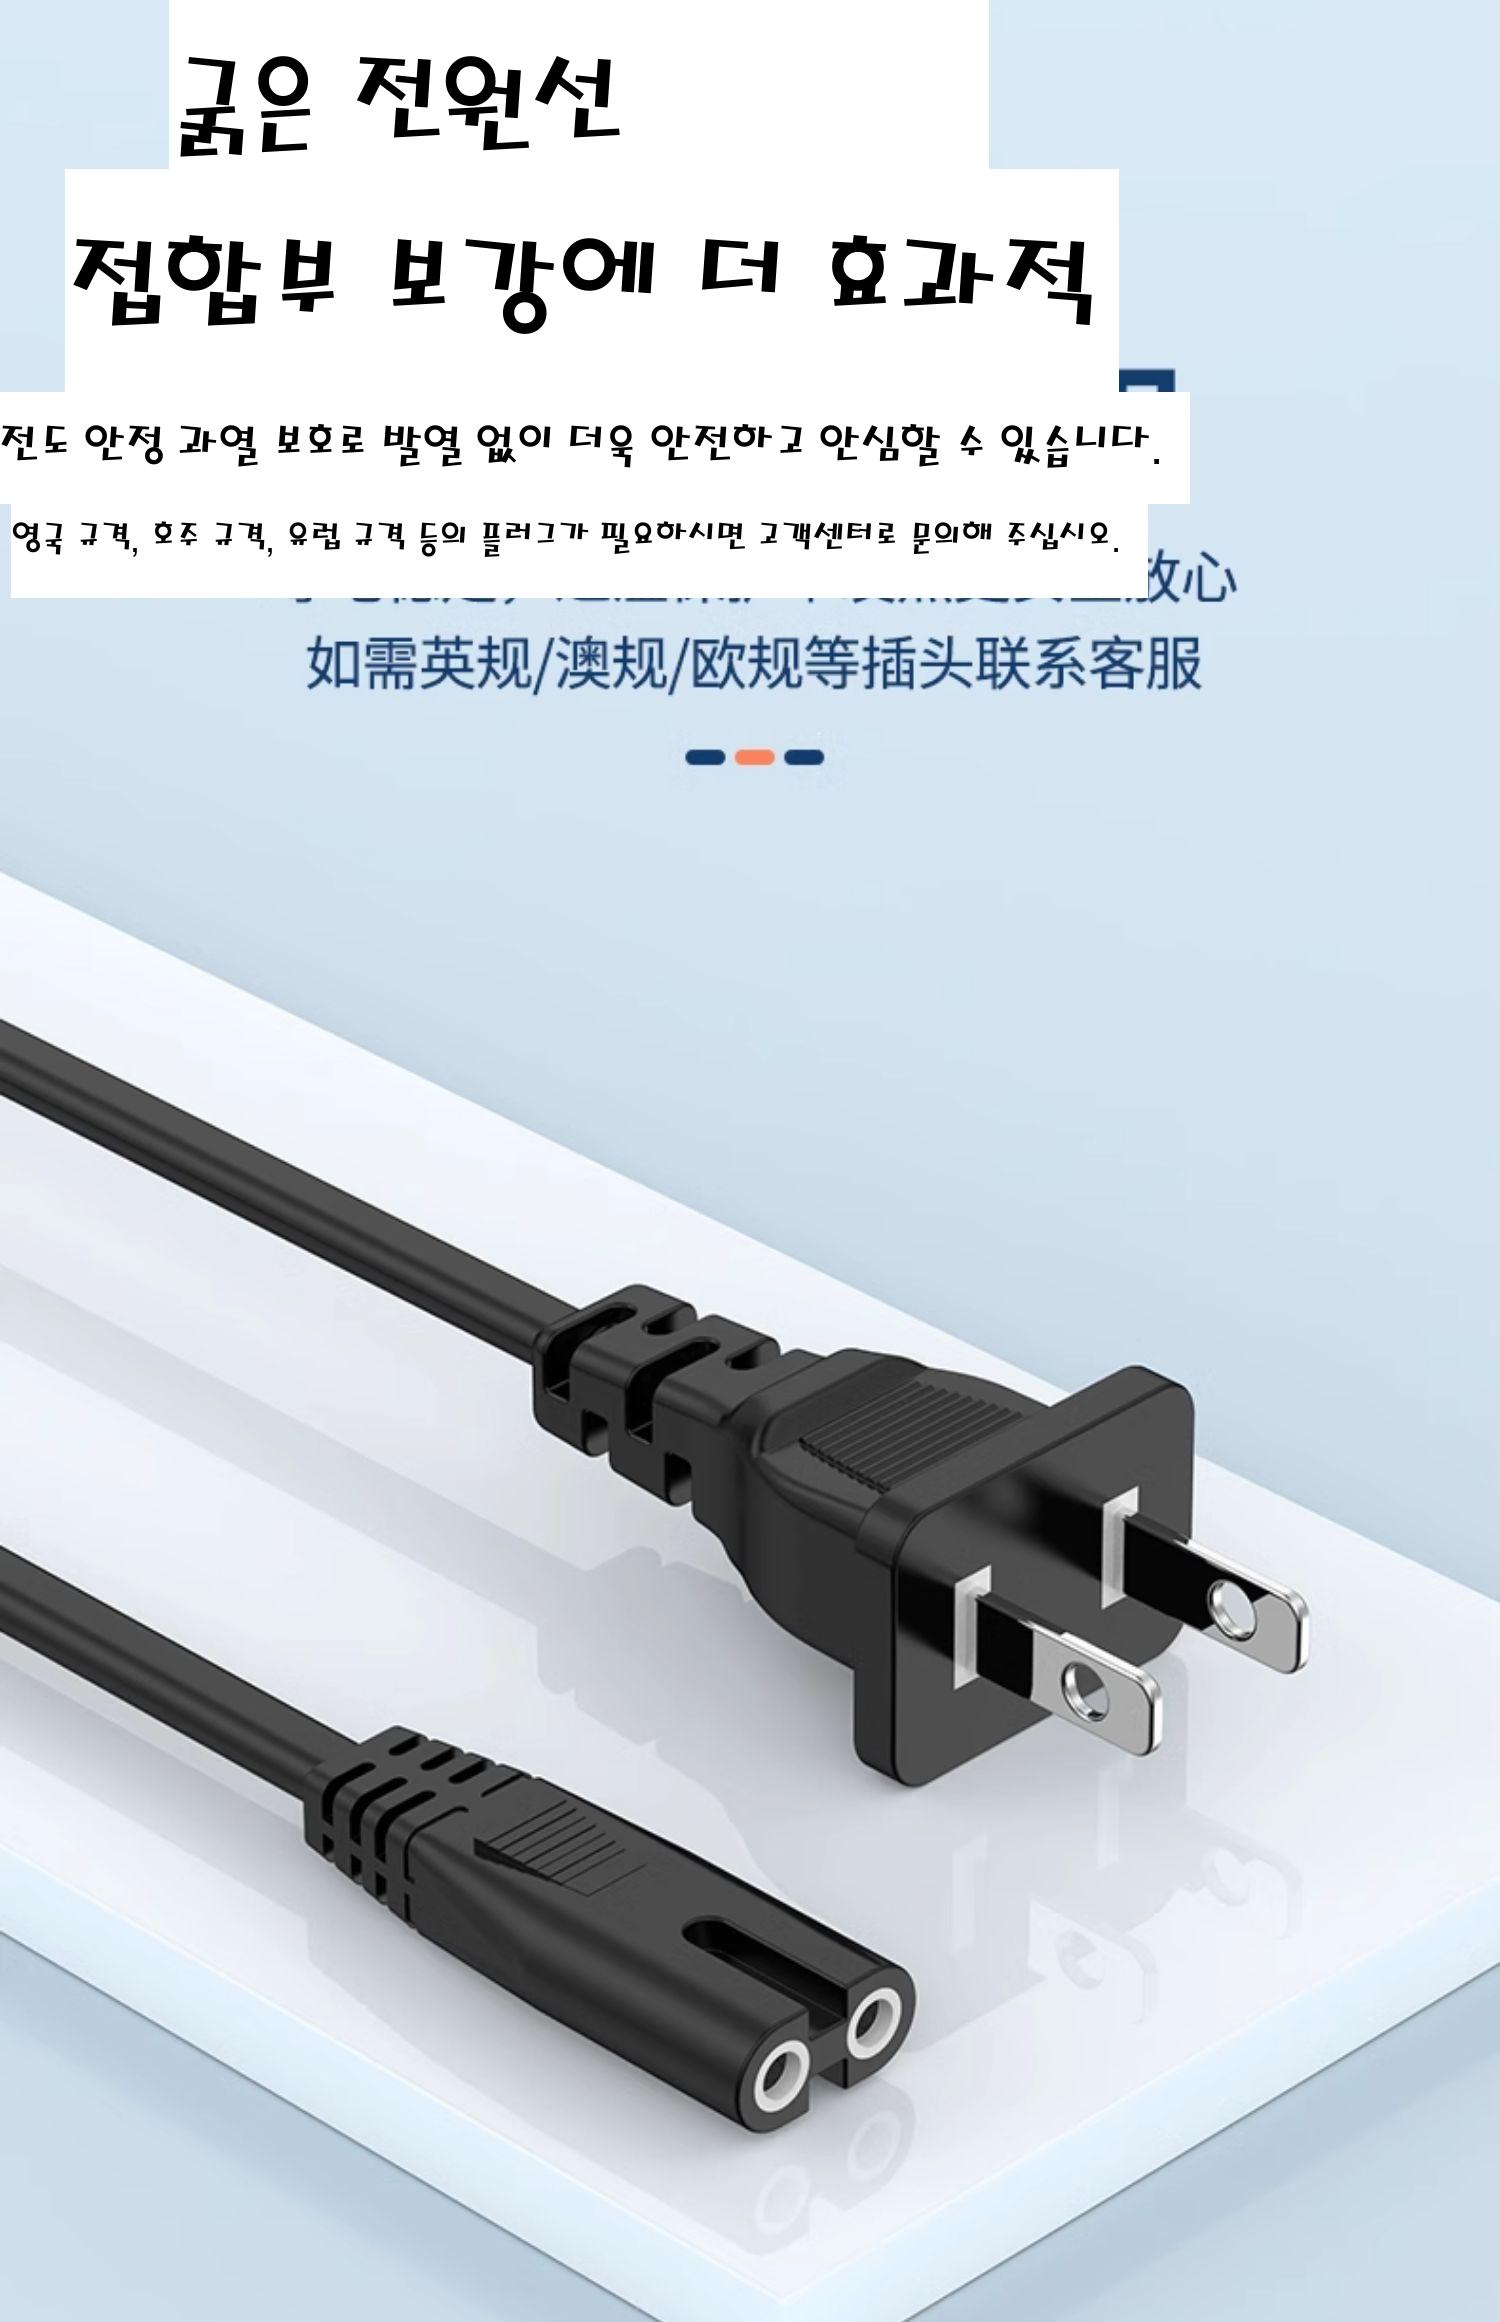 굵은 전원선
접합부 보강에 더 효과적
전도 안정 과열 보호로 발열 없이 더욱 안전하고 안심할 수 있습니다.
영국 규격, 호주 규격, 유럽 규격 등의 플러그가 필요하시면 고객센터로 문의해 주십시오.
放心
如需英规/澳规/欧规等插头联系客服